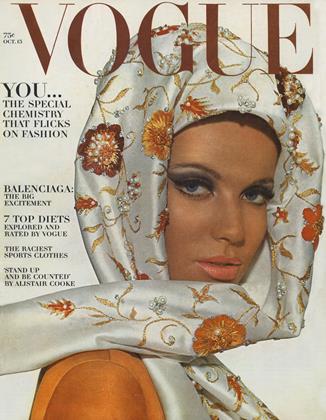 VOGUE
75¢
OCT. 15
YOU...
THE SPECIAL
CHEMISTRY
THAT FLICKS
ON FASHION
BALENCIAGA:
THE BIG
EXCITEMENT
7 TOP DIETS
EXPLORED AND
RATED BY VOGUE
THE RACIEST
SPORTS CLOTHES
'STAND UP
AND BE COUNTED'
BY ALISTAIR COOKE